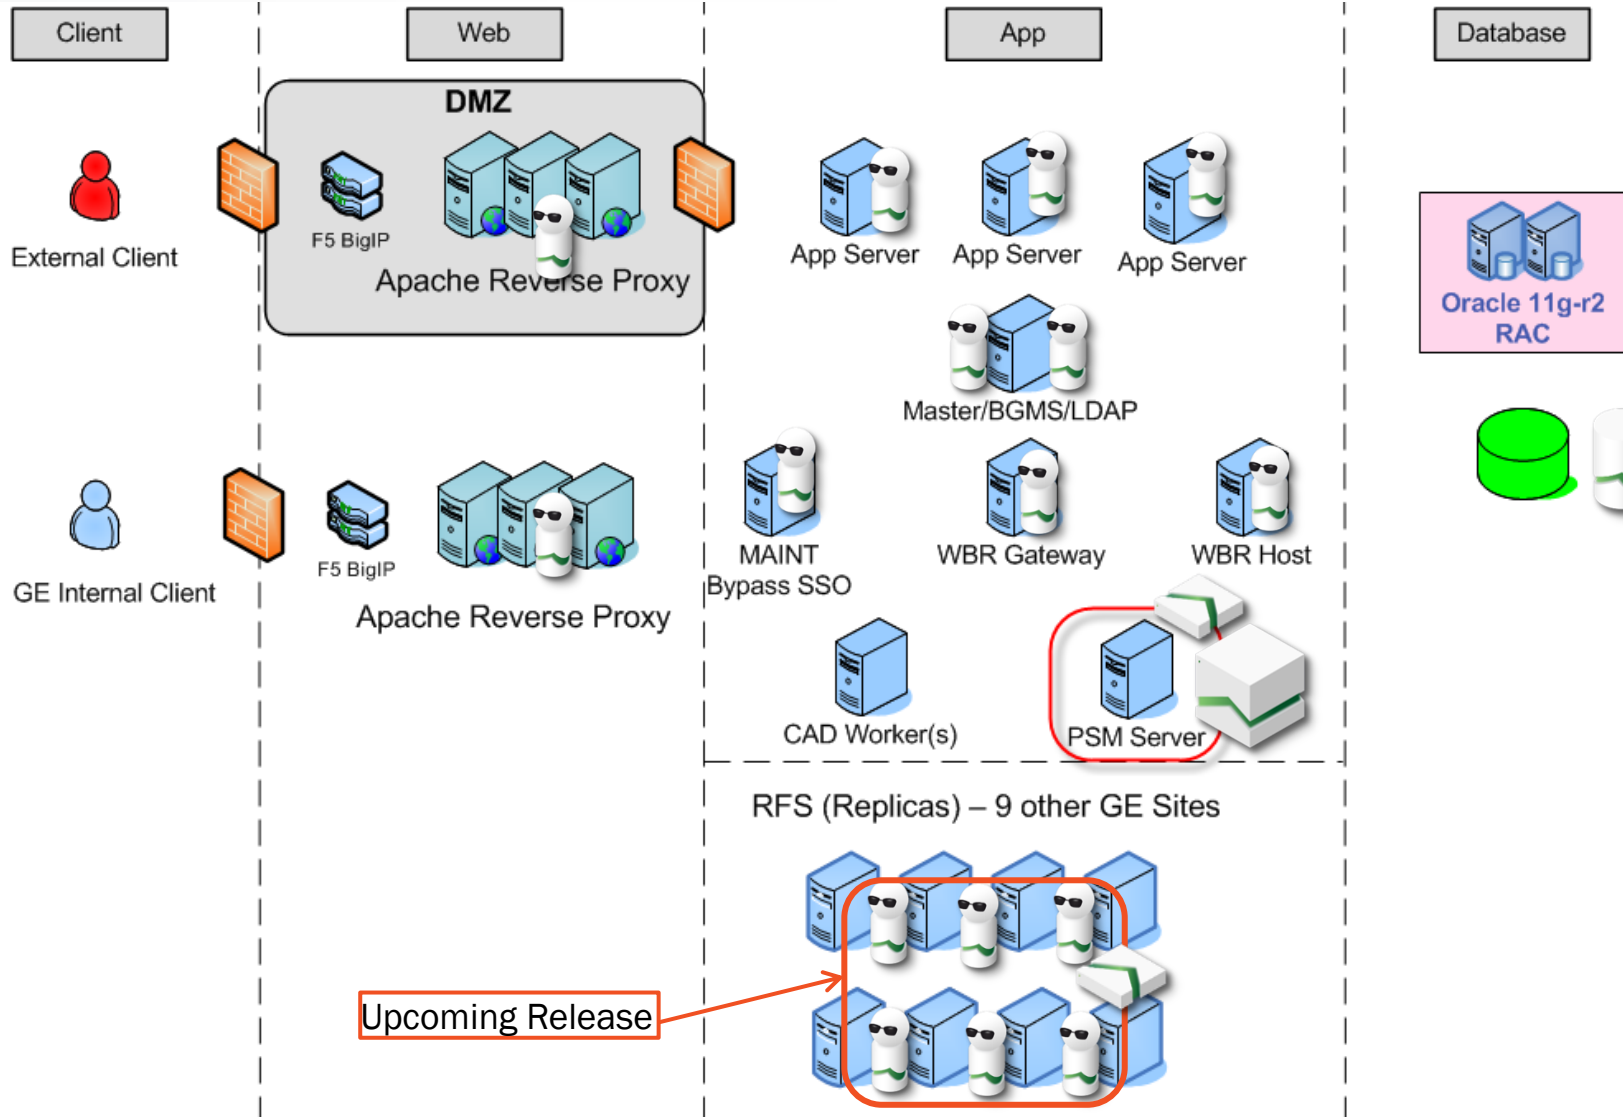 Client
Web
App
Database
DMZ
F5 BigIP
Apache Reverse Proxy
External Client
App Server
App Server
App Server
Oracle 11g-r2
RAC
Master/BGMS/LDAP
GE Internal Client
F5 BigIP
Apache Reverse Proxy
MAINT
Bypass SSO
WBR Gateway
WBR Host
CAD Worker(s)
PSM Server
RFS (Replicas) – 9 other GE Sites
Upcoming Release